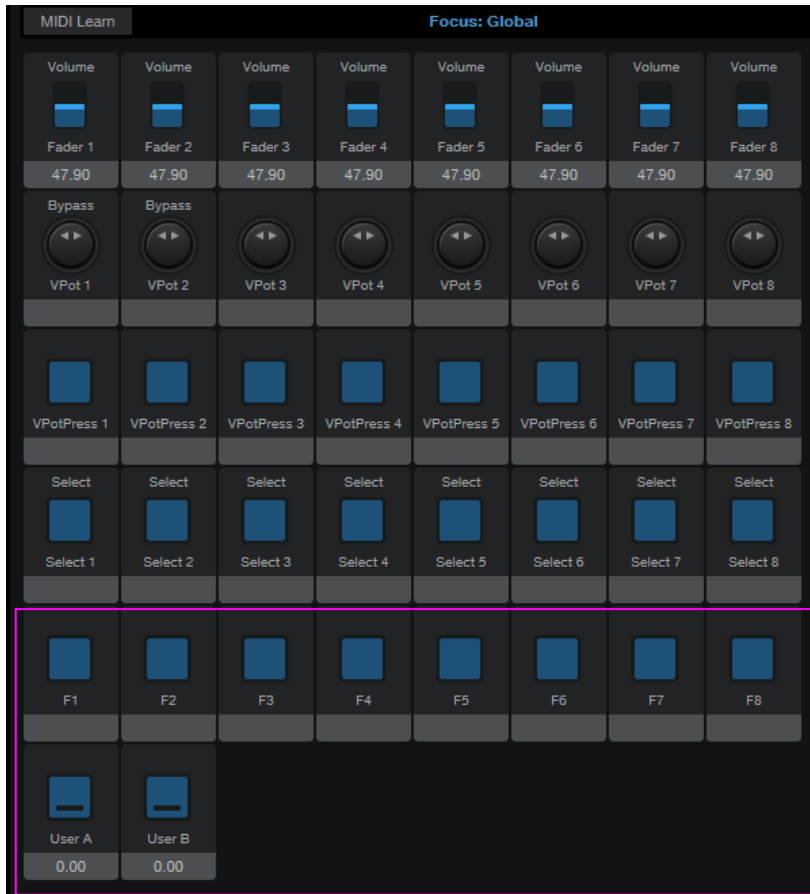 MIDI Learn Focus: Global
Volume Volume Volume Volume Volume Volume Volume Volume
Fader 1 Fader 2 Fader 3 Fader 4 Fader 5 Fader 6 Fader 7 Fader 8
47.90 47.90 47.90 47.90 47.90 47.90 47.90 47.90
Bypass Bypass
VPot 1 VPot 2 VPot 3 VPot 4 VPot 5 VPot 6 VPot 7 VPot 8
VPotPress 1 VPotPress 2 VPotPress 3 VPotPress 4 VPotPress 5 VPotPress 6 VPotPress 7 VPotPress 8
Select Select Select Select Select Select Select Select
Select 1 Select 2 Select 3 Select 4 Select 5 Select 6 Select 7 Select 8
F1 F2 F3 F4 F5 F6 F7 F8
User A User B
0.00 0.00